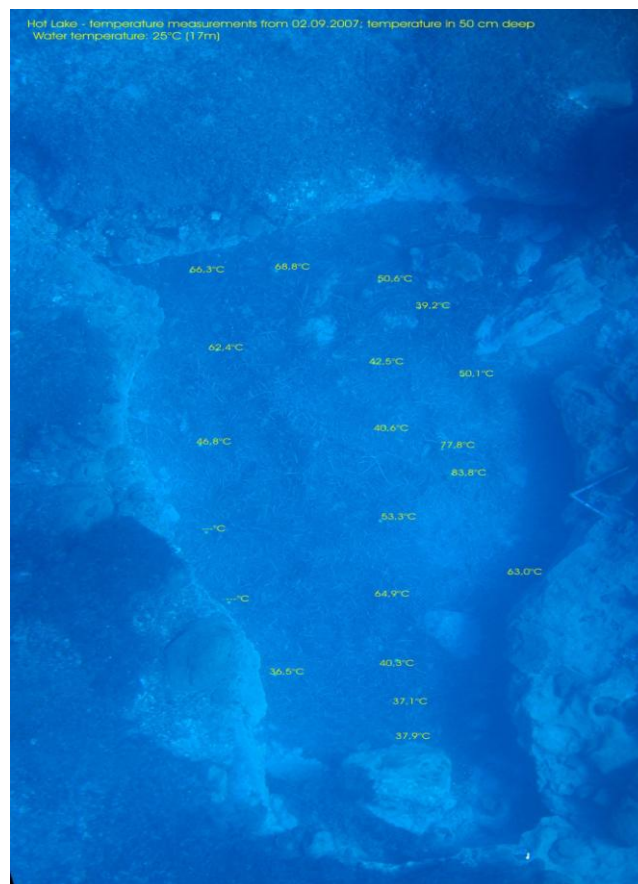 Hot Lake - temperature measurements from 02.09.2007; temperature in 50 cm deep
Water temperature: 25°C (17m)
66,3°C
68,8°C
50,6°C
39,2°C
62,4°C
42,5°C
50,1°C
40,6°C
46,8°C
77,8°C
83,8°C
53,3°C
--,-°C
63,0°C
64,9°C
--,-°C
40,3°C
36,5°C
37,1°C
37,9°C